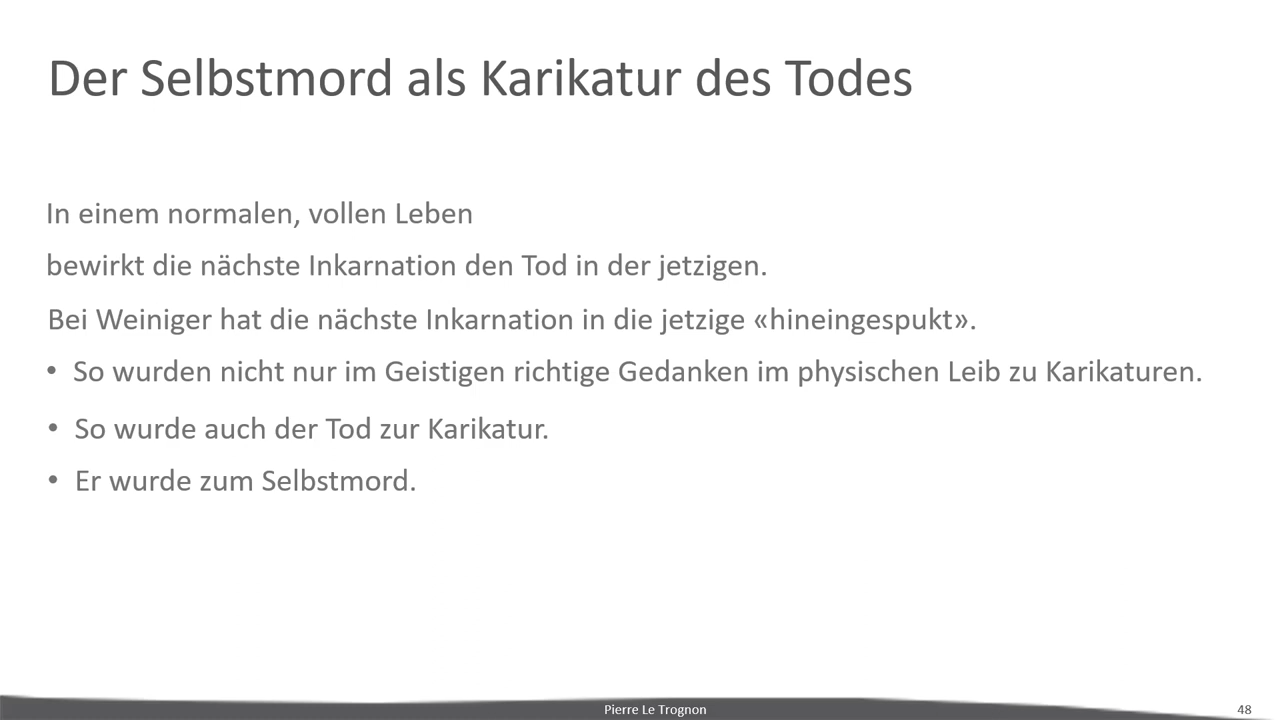 Der Selbstmord als Karikatur des Todes
In einem normalen, vollen Leben
bewirkt die nächste Inkarnation den Tod in der jetzigen.
Bei Weiniger hat die nächste Inkarnation in die jetzige «hineingespukt».
• So wurden nicht nur im Geistigen richtige Gedanken im physischen Leib zu Karikaturen.
• So wurde auch der Tod zur Karikatur.
• Er wurde zum Selbstmord.
Pierre Le Trognon
48